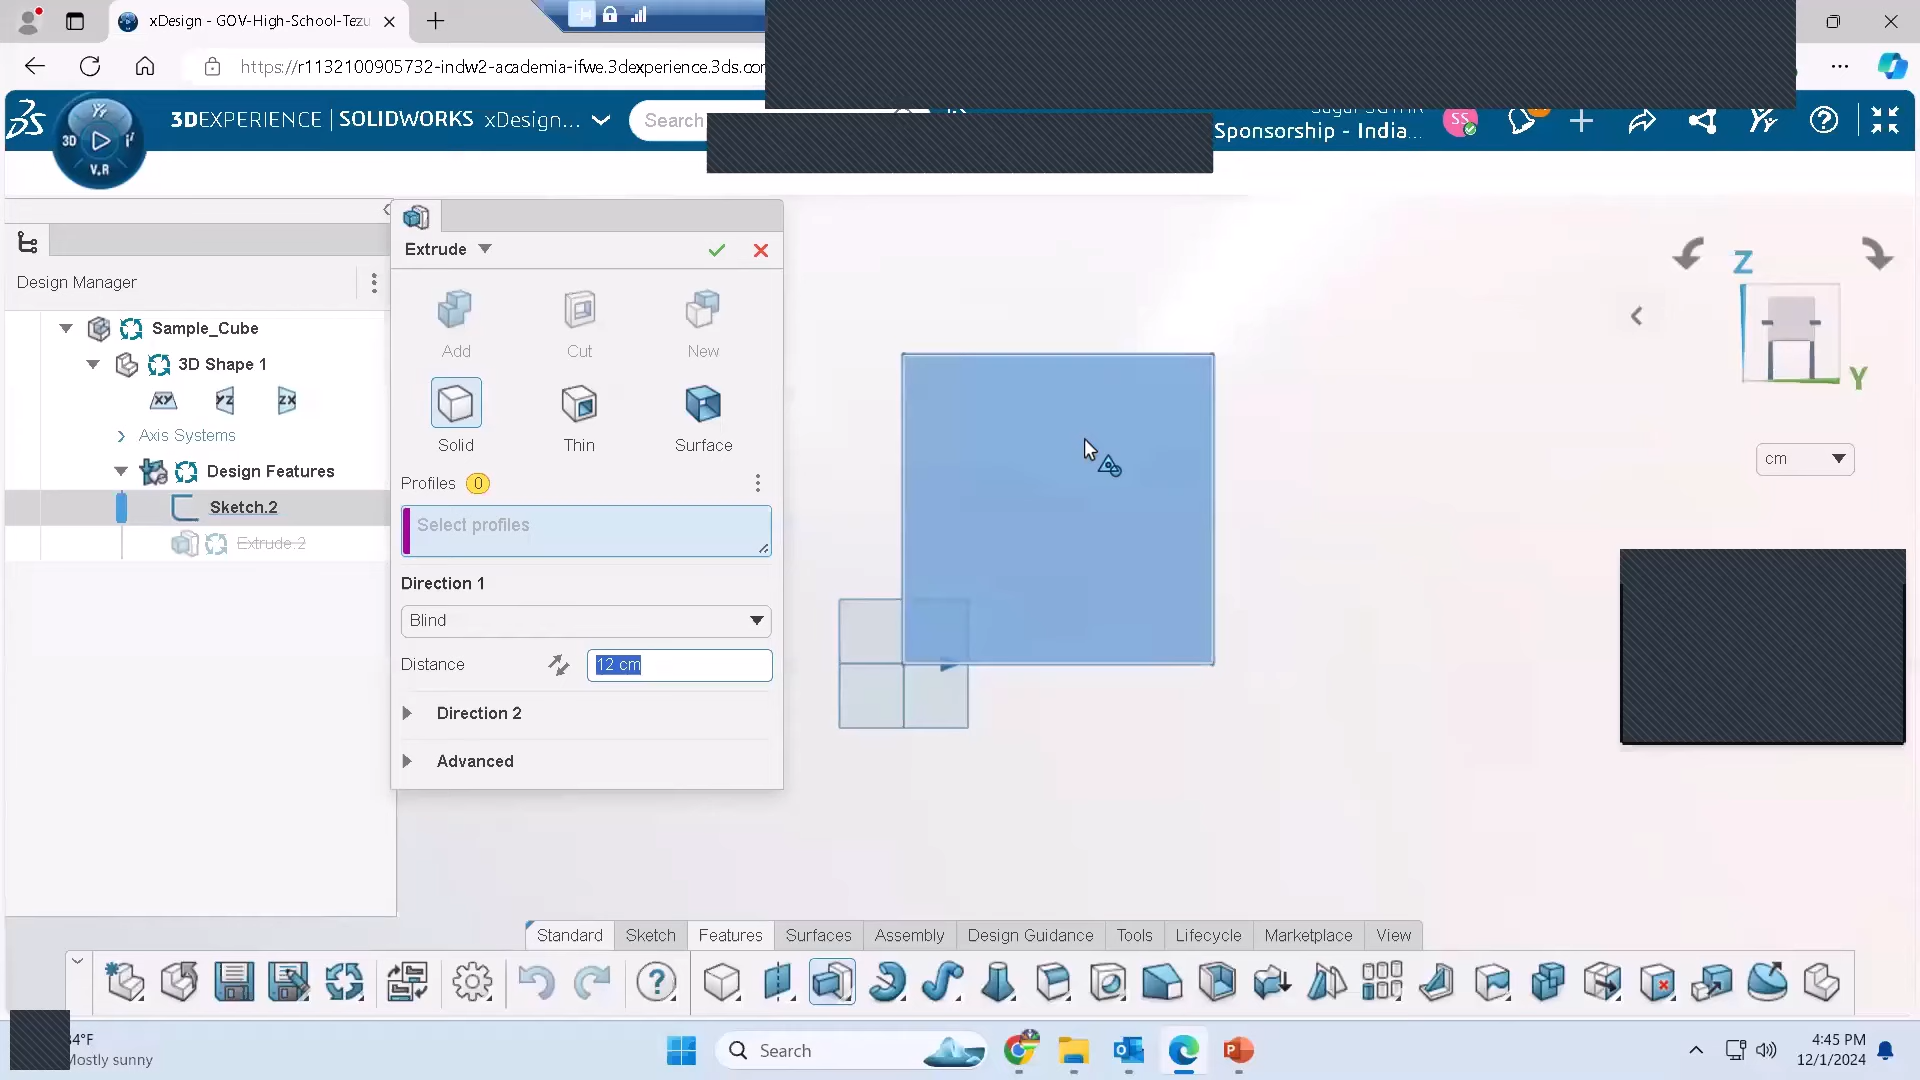 xDesign - GOV-High-School-Tezu
https://r1132100905732-indw2-academia-ifwe.3dexperience.3ds.com
3DEXPERIENCE | SOLIDWORKS xDesign...
Search
Sponsorship - India...
SS
3D
V.R
Design Manager
Sample_Cube
3D Shape 1
XY
YZ
ZX
Axis Systems
Design Features
Sketch.2
Extrude.2
Extrude
Add
Cut
New
Solid
Thin
Surface
Profiles 0
Select profiles
Direction 1
Blind
Distance
12 cm
Direction 2
Advanced
Z
Y
cm
Standard
Sketch
Features
Surfaces
Assembly
Design Guidance
Tools
Lifecycle
Marketplace
View
Mostly sunny
Search
4:45 PM
12/1/2024